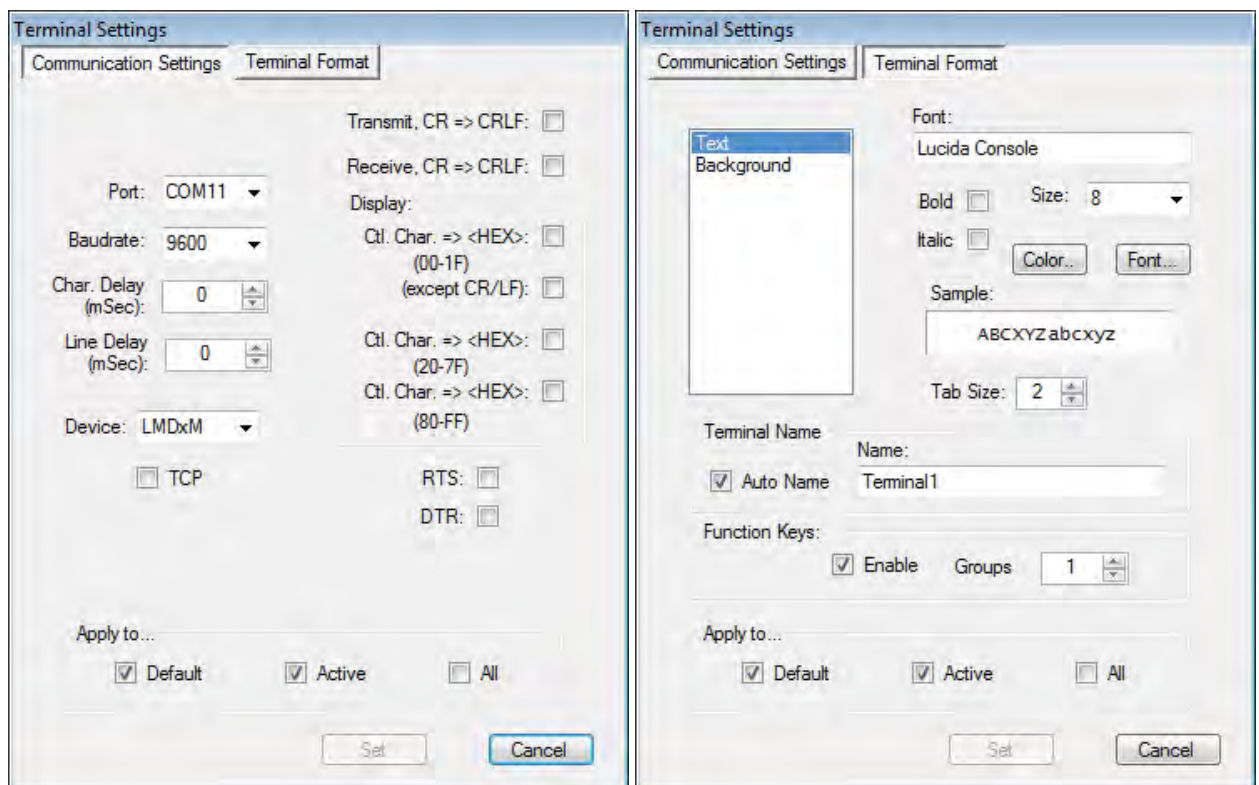 Terminal Settings
Communication Settings Terminal Format
Transmit, CR => CRLF:
Receive, CR => CRLF:
Port: COM11
Display:
Baudrate: 9600
Ctl. Char. => <HEX>:
(00-1F)
Char. Delay
(mSec): 0
(except CR/LF):
Line Delay
(mSec): 0
Ctl. Char. => <HEX>:
(20-7F)
Ctl. Char. => <HEX>:
(80-FF)
Device: LMDxM
TCP
RTS:
DTR:
Apply to...
Default Active All
Set Cancel
Terminal Settings
Communication Settings Terminal Format
Text
Background
Font:
Lucida Console
Bold Size: 8
Italic
Color.. Font...
Sample:
ABCXYZabcxyz
Tab Size: 2
Terminal Name
Name:
Auto Name Terminal1
Function Keys:
Enable Groups 1
Apply to...
Default Active All
Set Cancel